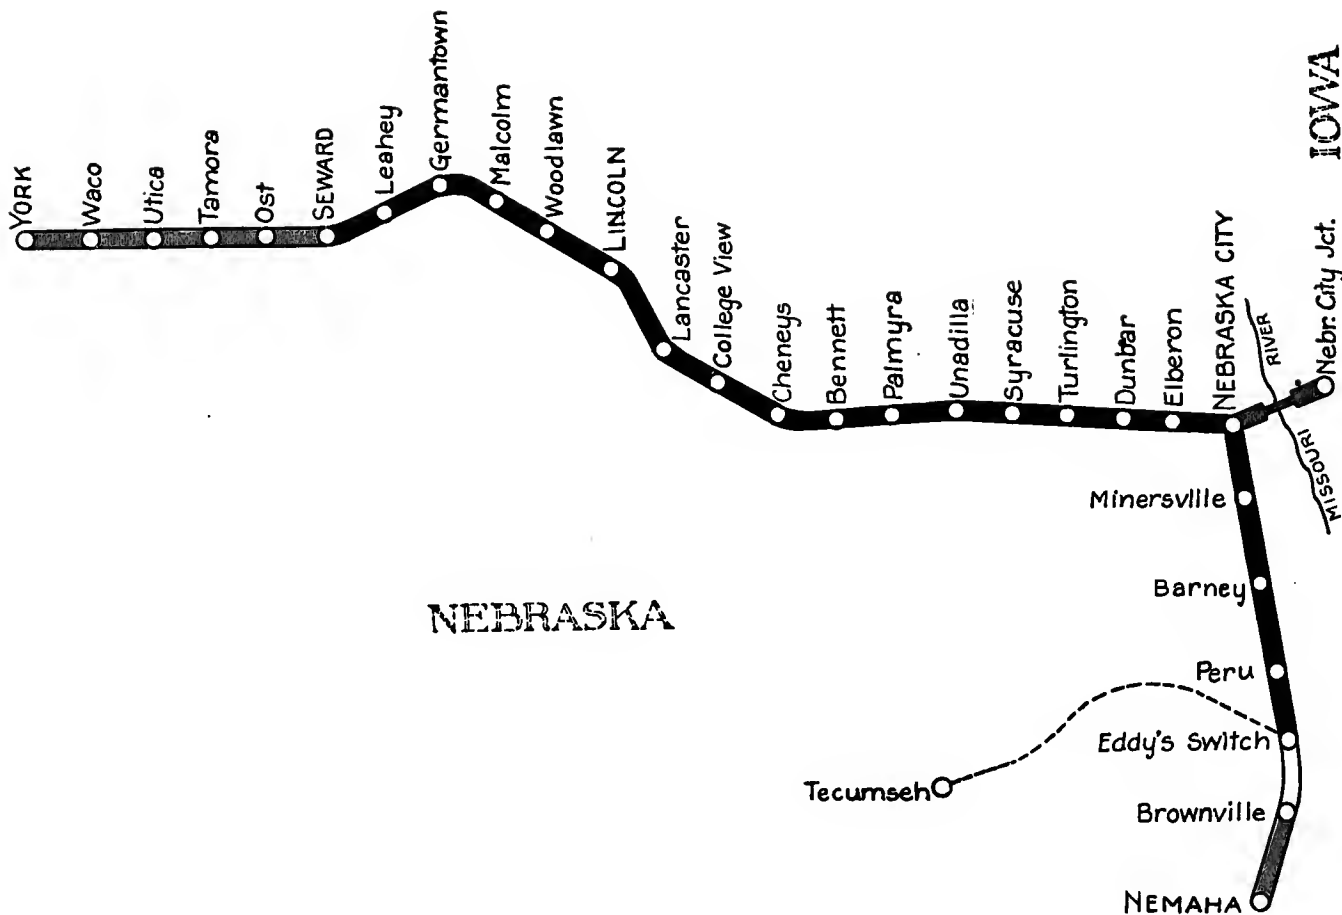 YORK
Waco
Utica
Tamora
Ost
SEWARD
Leahey
Germantown
Malcolm
Woodlawn
LINCOLN
Lancaster
College View
Cheneys
Bennett
Palmyra
Unadilla
Syracuse
Turlington
Dunbar
Elberon
NEBRASKA CITY
MISSOURI RIVER
Nebr. City Jct.
IOWA
Minersville
Barney
Peru
Eddy's Switch
Tecumseh
Brownville
NEMAHA
NEBRASKA